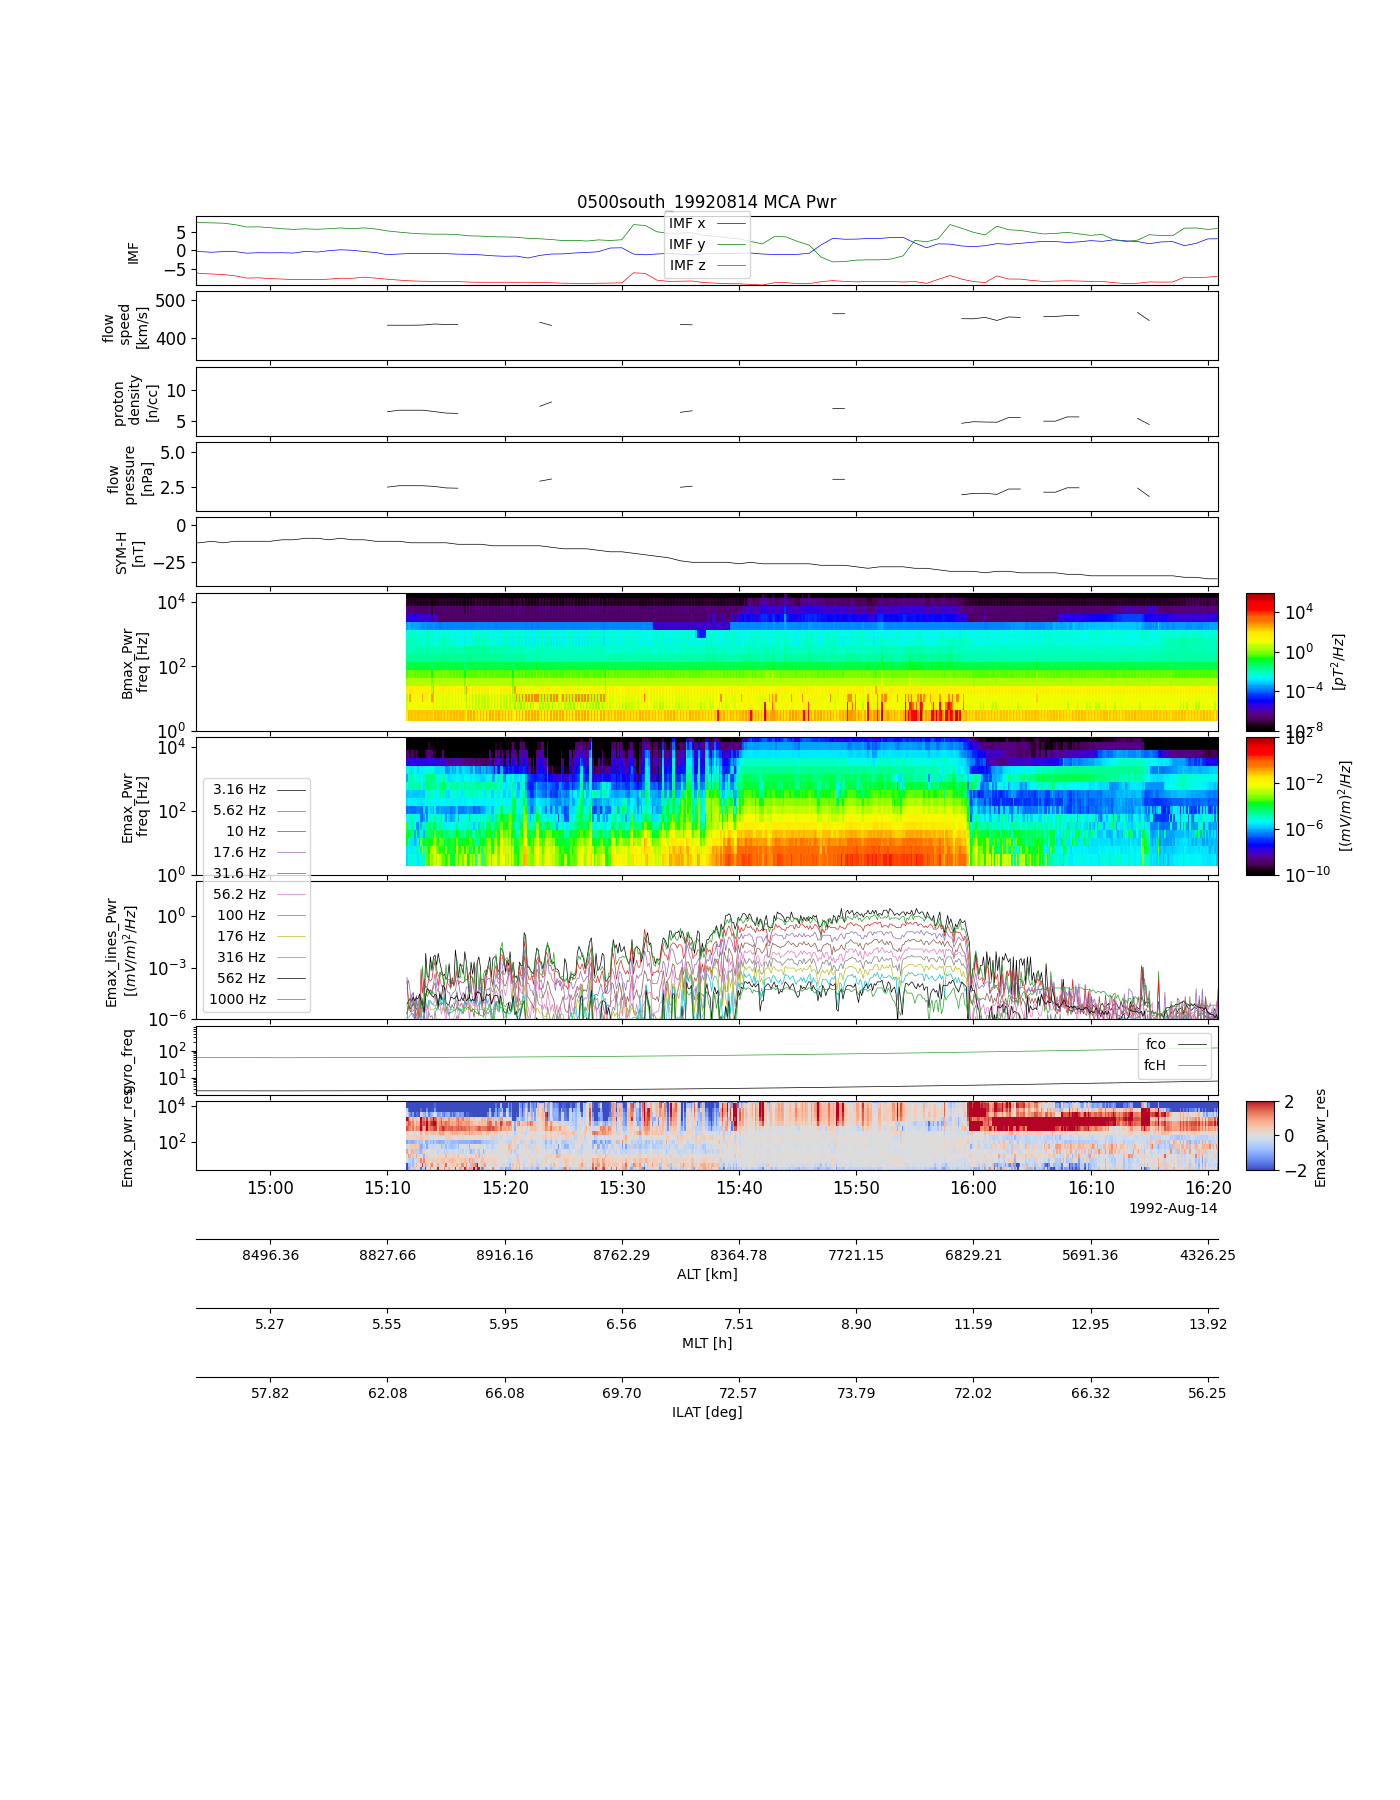 0500south_19920814 MCA Pwr
IMF
5
0
−5
IMF x
IMF y
IMF z
flow
speed
[km/s]
500
400
proton
density
[n/cc]
10
5
flow
pressure
[nPa]
5.0
2.5
SYM-H
[nT]
0
−25
Bmax_Pwr
freq [Hz]
10^4
10^2
10^0
10^4
10^0
10^−4
10^−8
[pT^2/Hz]
Emax_Pwr
freq [Hz]
10^4
10^2
10^0
10^2
10^−2
10^−6
10^−10
[(mV/m)^2/Hz]
3.16 Hz
5.62 Hz
10 Hz
17.6 Hz
31.6 Hz
56.2 Hz
100 Hz
176 Hz
316 Hz
562 Hz
1000 Hz
Emax_lines_Pwr
[(mV/m)^2/Hz]
10^0
10^−3
10^−6
gyro_freq
10^2
10^1
fco
fcH
Emax_pwr_res
10^4
10^2
2
0
−2
Emax_pwr_res
15:00 15:10 15:20 15:30 15:40 15:50 16:00 16:10 16:20
1992-Aug-14
8496.36 8827.66 8916.16 8762.29 8364.78 7721.15 6829.21 5691.36 4326.25
ALT [km]
5.27 5.55 5.95 6.56 7.51 8.90 11.59 12.95 13.92
MLT [h]
57.82 62.08 66.08 69.70 72.57 73.79 72.02 66.32 56.25
ILAT [deg]